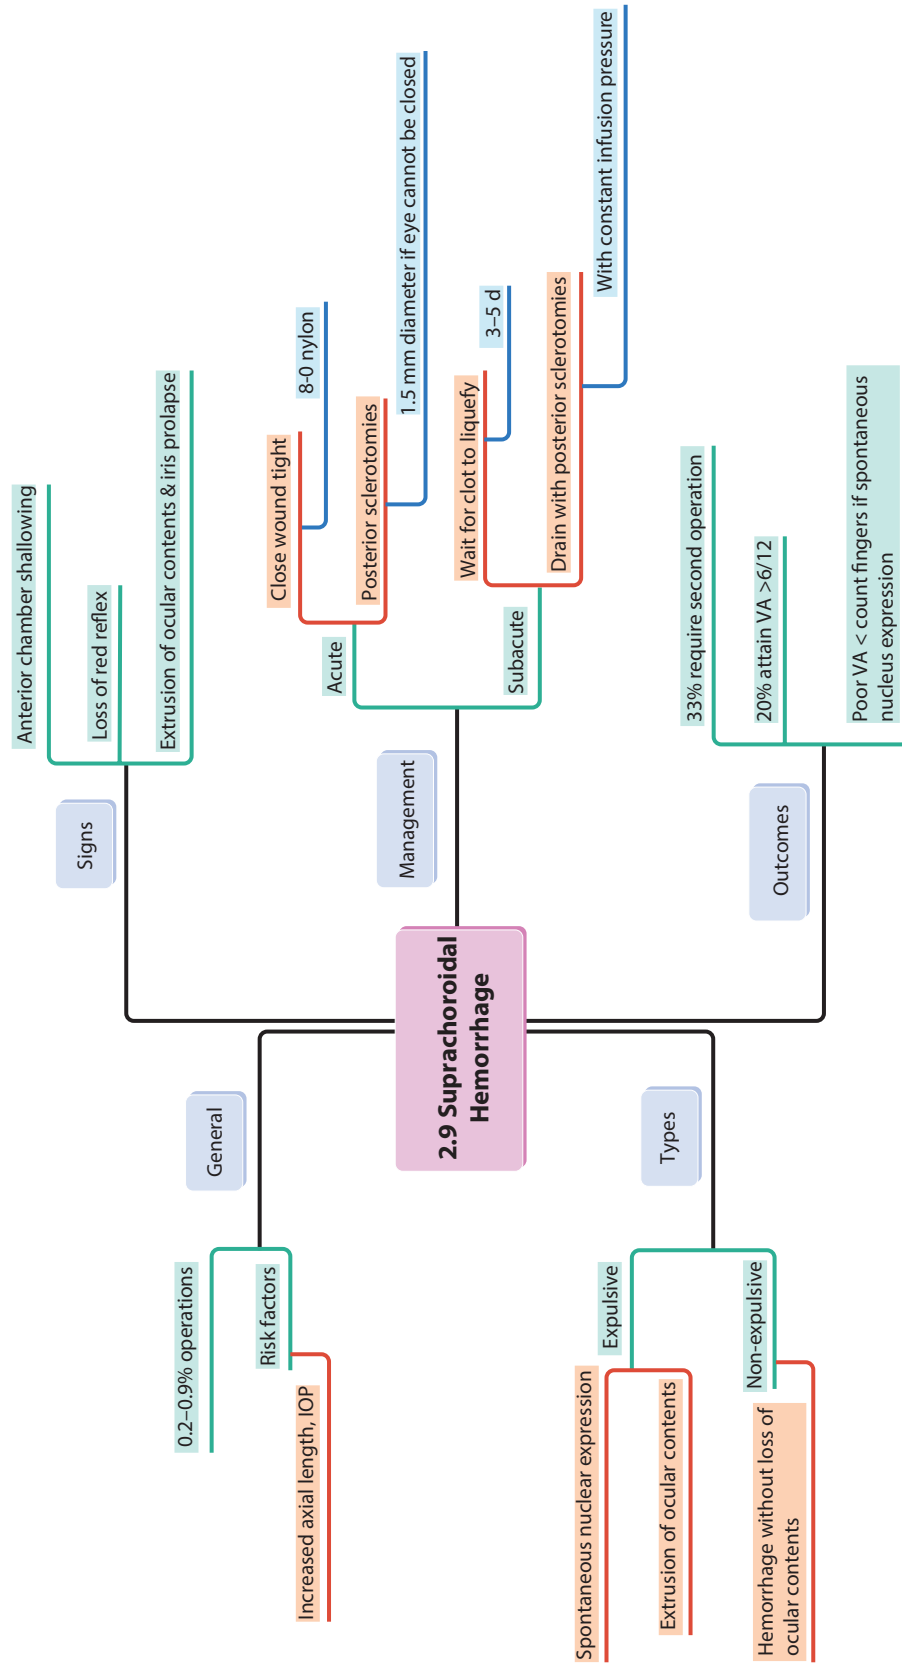 2.9 Suprachoroidal
Hemorrhage
General
0.2–0.9% operations
Risk factors
Increased axial length, IOP
Types
Expulsive
Spontaneous nuclear expression
Extrusion of ocular contents
Non-expulsive
Hemorrhage without loss of
ocular contents
Signs
Anterior chamber shallowing
Loss of red reflex
Extrusion of ocular contents & iris prolapse
Management
Acute
Close wound tight
8-0 nylon
Posterior sclerotomies
1.5 mm diameter if eye cannot be closed
Subacute
Wait for clot to liquefy
3–5 d
Drain with posterior sclerotomies
With constant infusion pressure
Outcomes
33% require second operation
20% attain VA >6/12
Poor VA < count fingers if spontaneous
nucleus expression